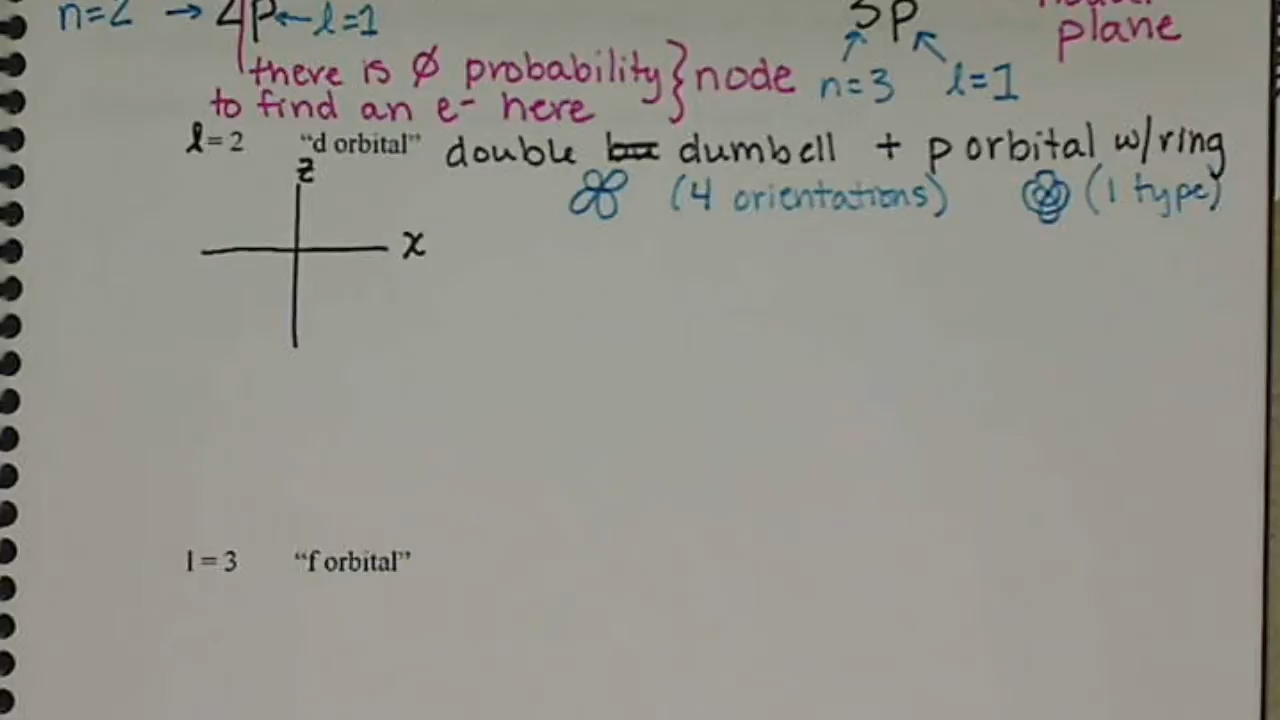 n=2 → 2p ← l=1
3p
plane
there is Ø probability } node
n=3 l=1
to find an e- here
l=2 "d orbital" double dumbell + p orbital w/ring
z
(4 orientations) (1 type)
x
l = 3 "f orbital"